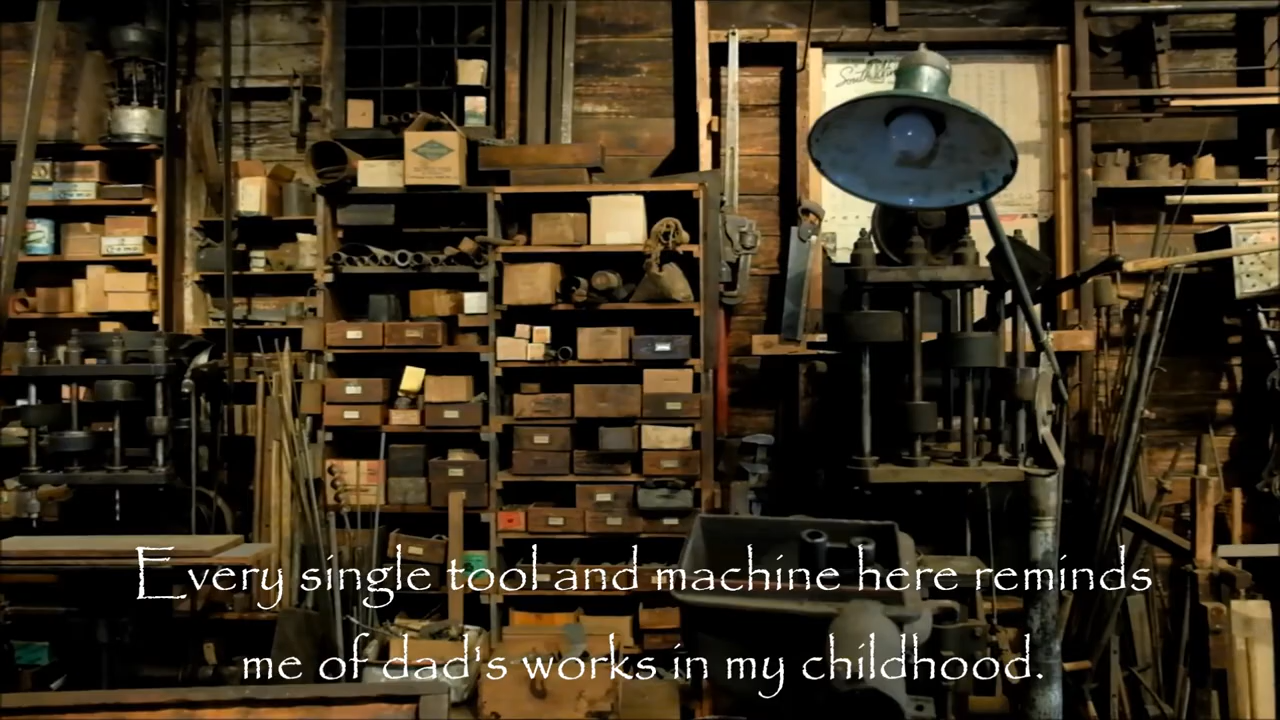 Every single tool and machine here reminds
me of dad's works in my childhood.